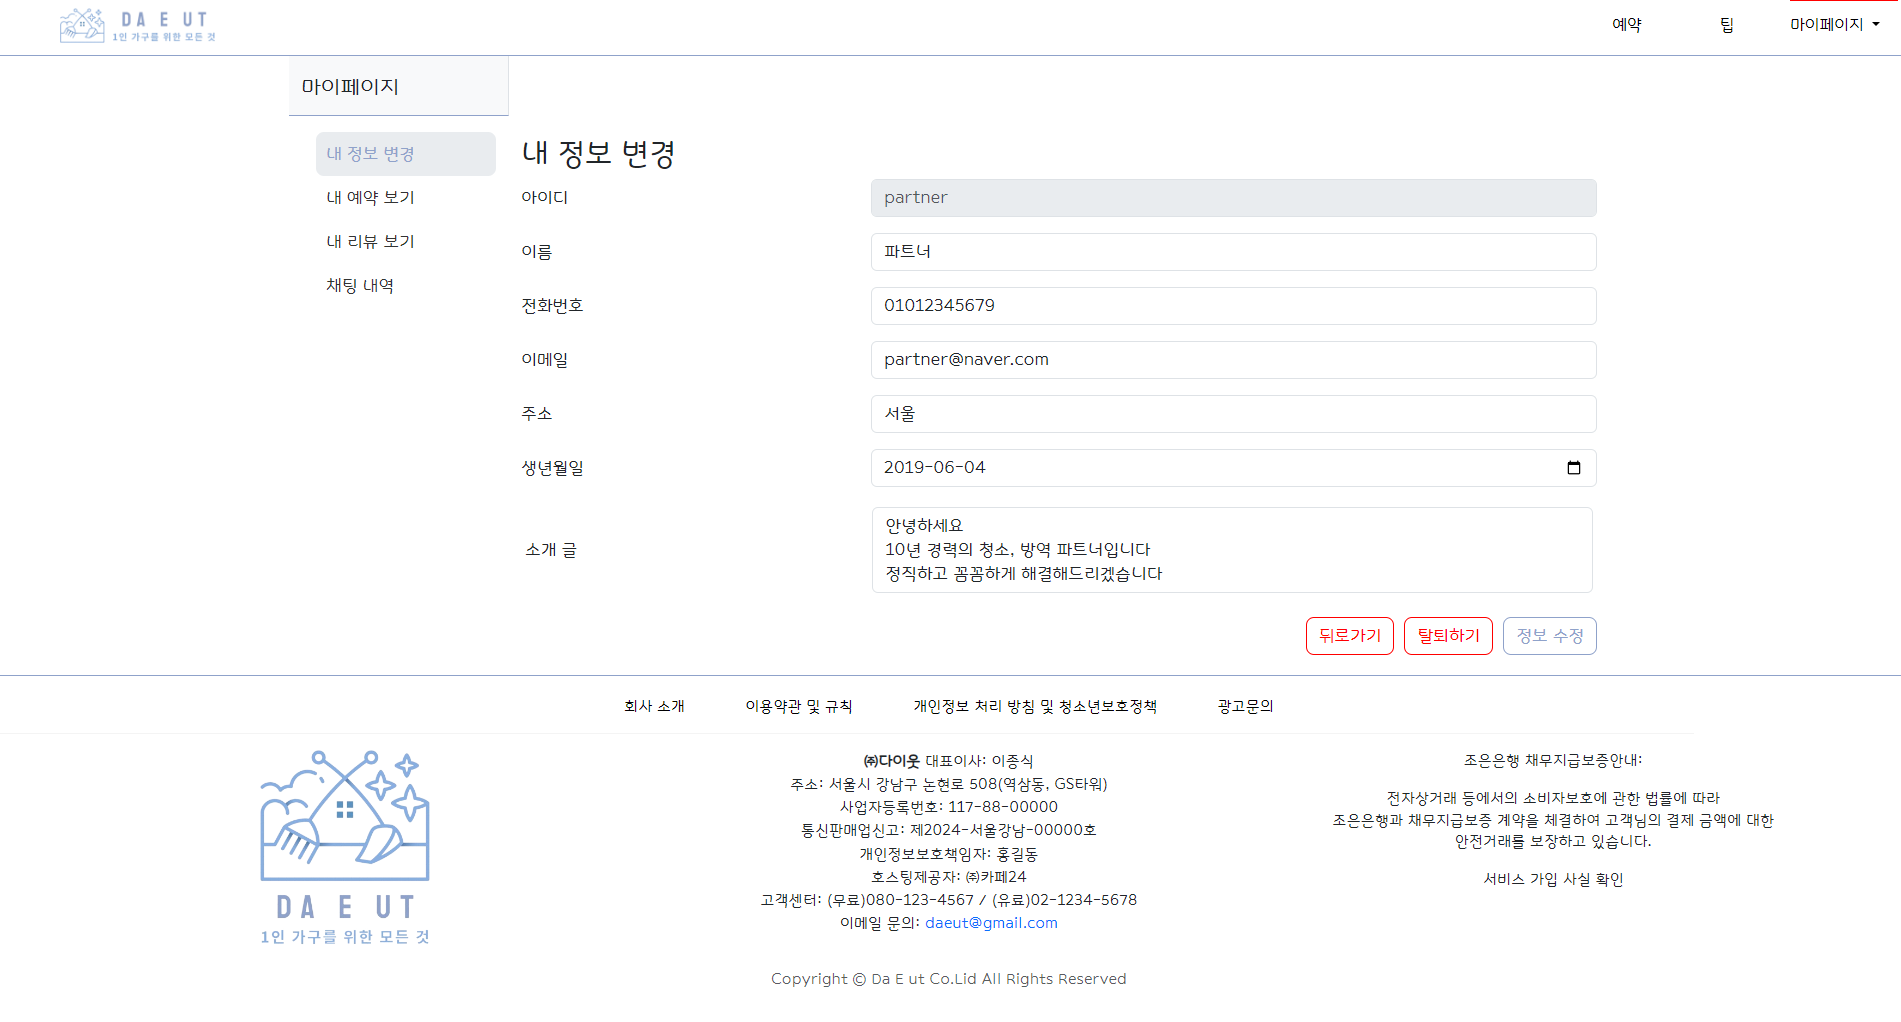 DA E UT
1인 가구를 위한 모든 것
예약
팁
마이페이지
마이페이지
내 정보 변경
내 예약 보기
내 리뷰 보기
채팅 내역
내 정보 변경
아이디
partner
이름
파트너
전화번호
01012345679
이메일
partner@naver.com
주소
서울
생년월일
2019-06-04
소개 글
안녕하세요
10년 경력의 청소, 방역 파트너입니다
정직하고 꼼꼼하게 해결해드리겠습니다
뒤로가기
탈퇴하기
정보 수정
회사 소개
이용약관 및 규칙
개인정보 처리 방침 및 청소년보호정책
광고문의
DA E UT
1인 가구를 위한 모든 것
㈜다이웃 대표이사: 이종식
주소: 서울시 강남구 논현로 508(역삼동, GS타워)
사업자등록번호: 117-88-00000
통신판매업신고: 제2024-서울강남-00000호
개인정보보호책임자: 홍길동
호스팅제공자: ㈜카페24
고객센터: (무료)080-123-4567 / (유료)02-1234-5678
이메일 문의: daeut@gmail.com
조은은행 채무지급보증안내:
전자상거래 등에서의 소비자보호에 관한 법률에 따라
조은은행과 채무지급보증 계약을 체결하여 고객님의 결제 금액에 대한
안전거래를 보장하고 있습니다.
서비스 가입 사실 확인
Copyright © Da E ut Co.Lid All Rights Reserved